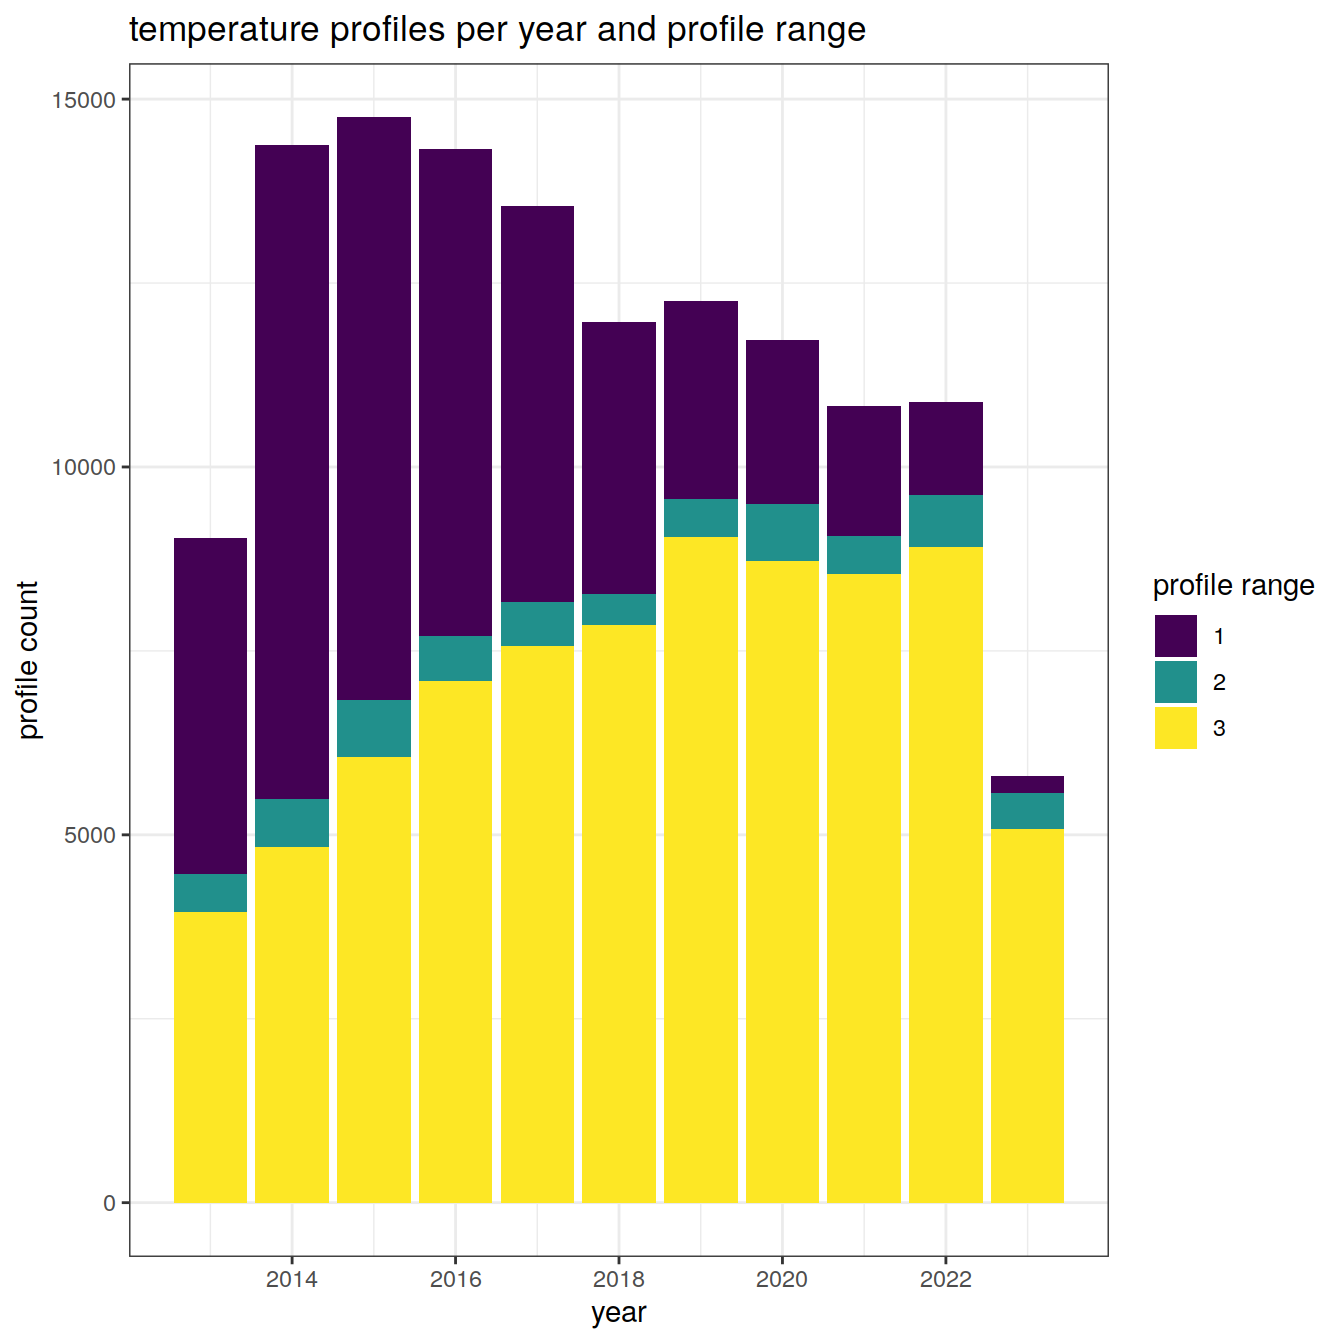 temperature profiles per year and profile range
15000
10000
5000
0
profile count
2014 2016 2018 2020 2022
year
profile range
1
2
3